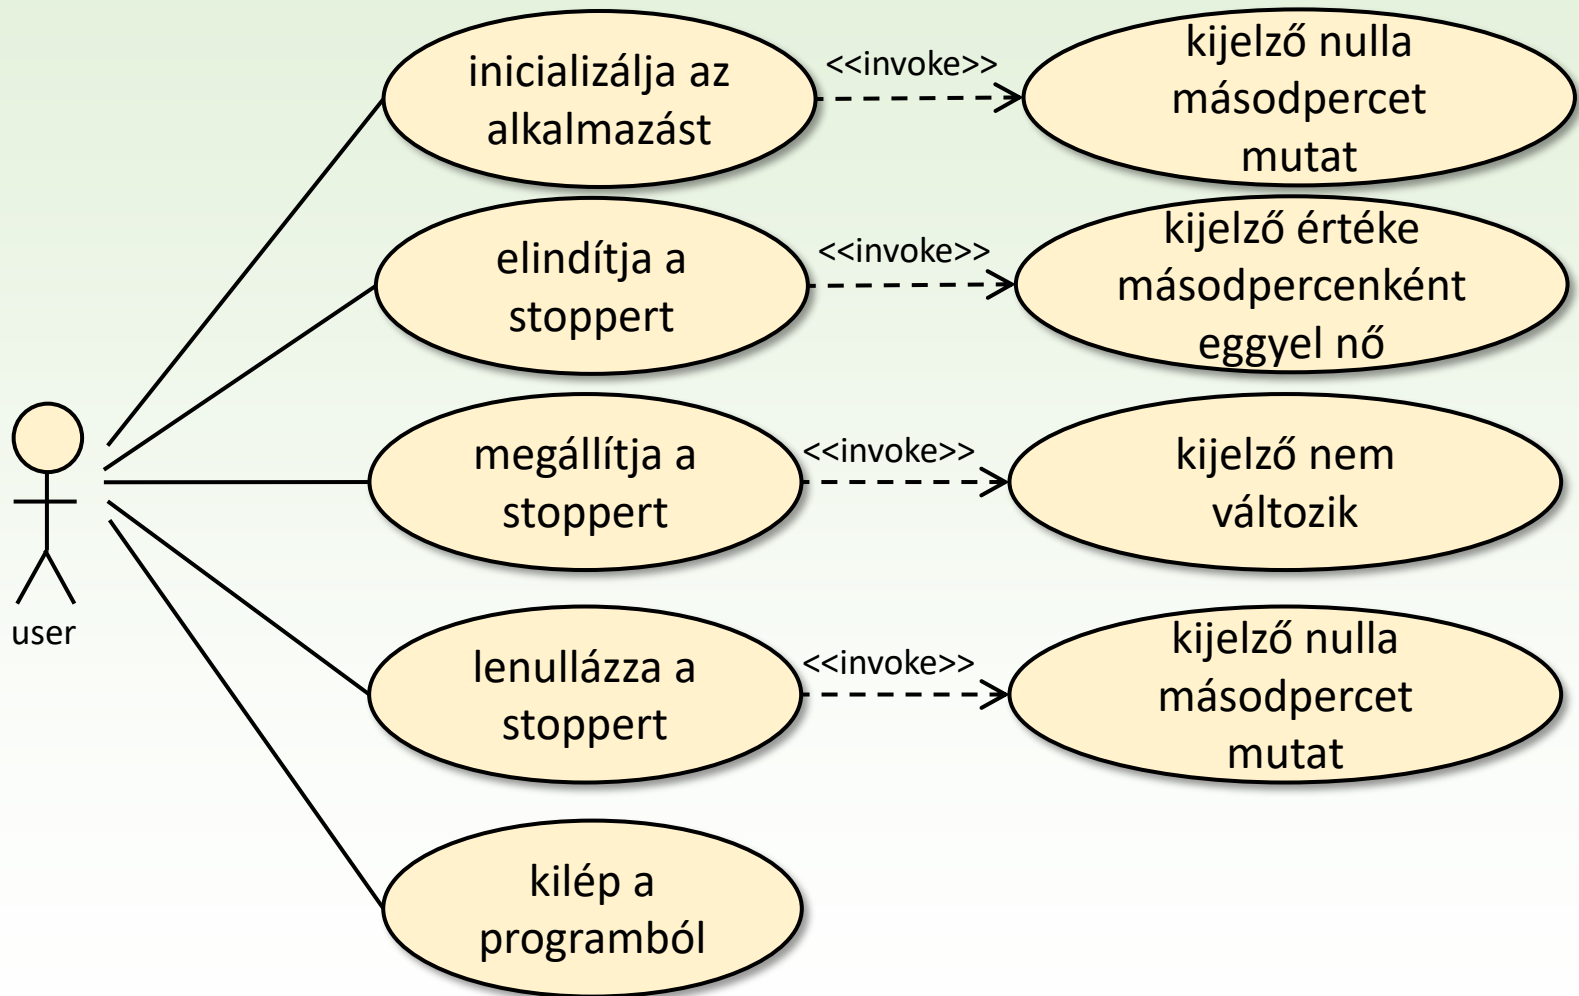 inicializálja az
alkalmazást
<<invoke>>
kijelző nulla
másodpercet
mutat
elindítja a
stoppert
<<invoke>>
kijelző értéke
másodpercenként
eggyel nő
megállítja a
stoppert
<<invoke>>
kijelző nem
változik
user
lenullázza a
stoppert
<<invoke>>
kijelző nulla
másodpercet
mutat
kilép a
programból